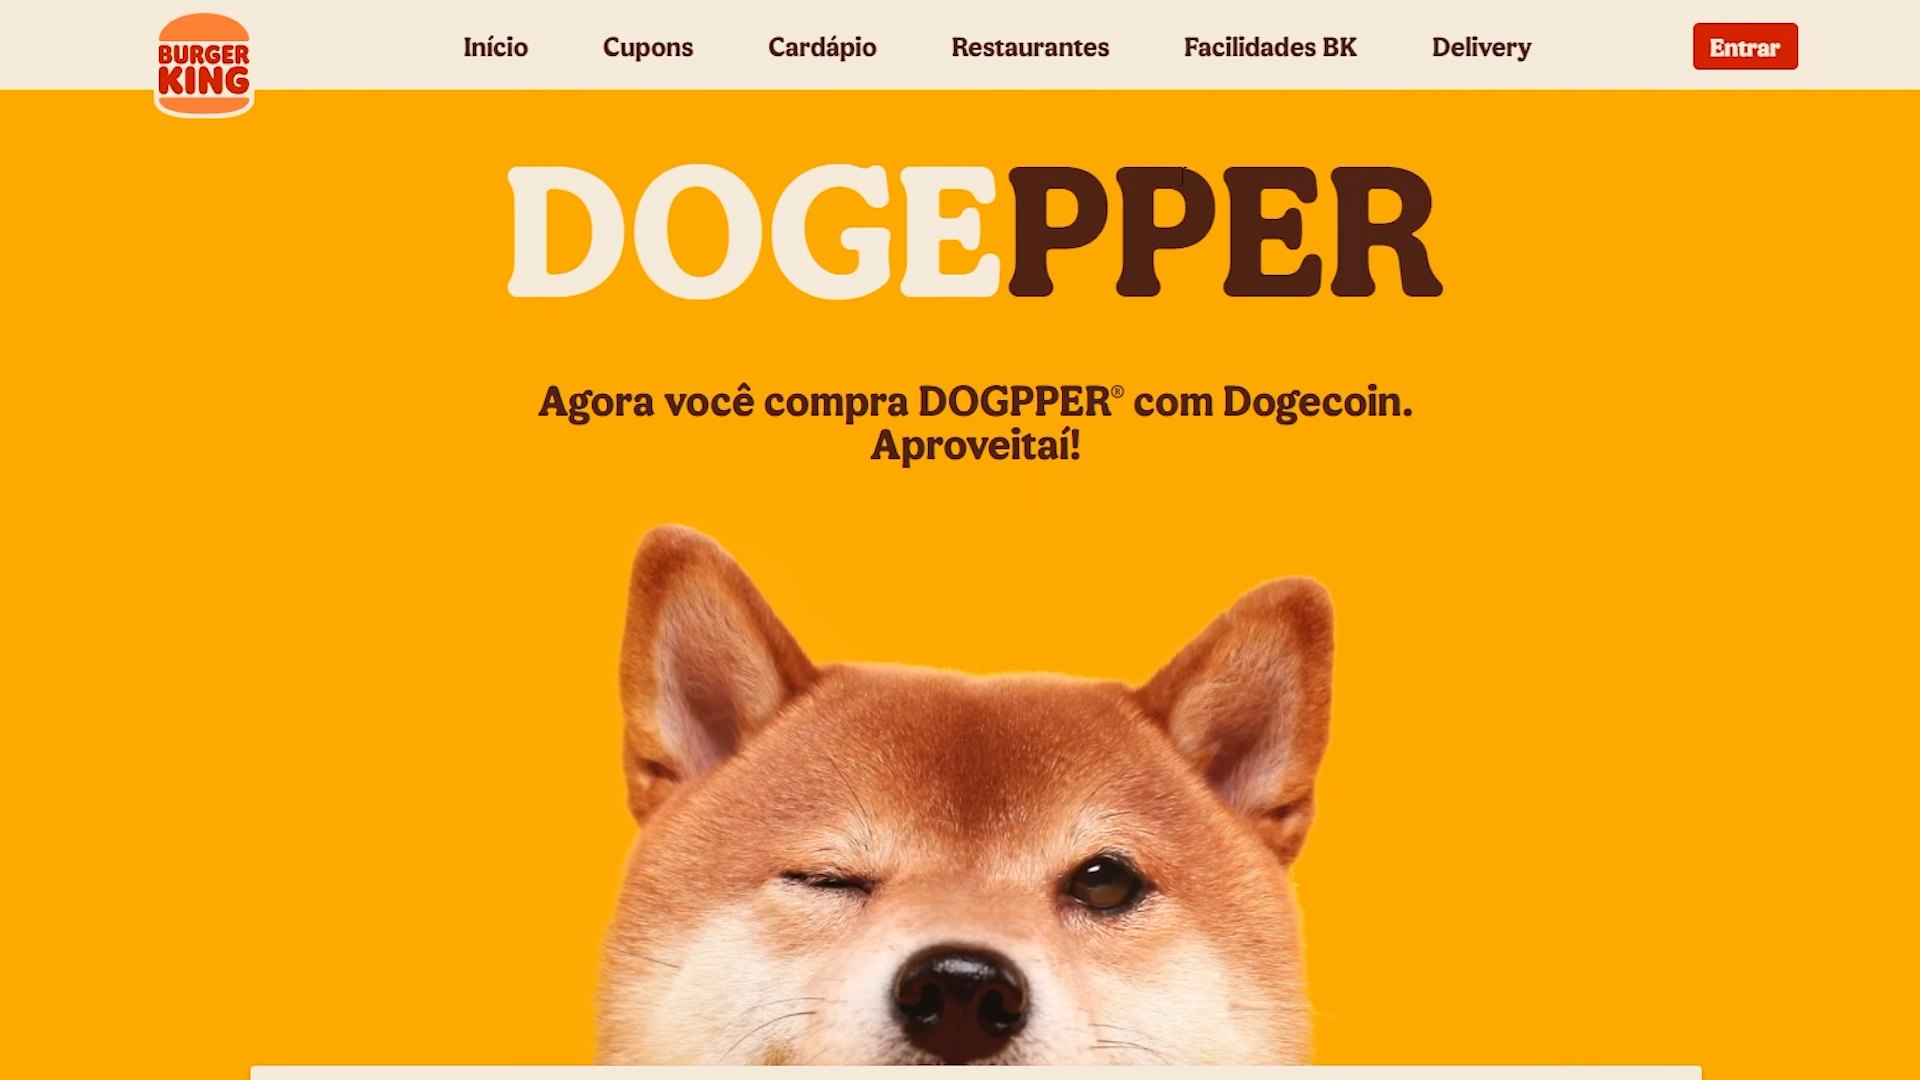 BURGER
KING
Início
Cupons
Cardápio
Restaurantes
Facilidades BK
Delivery
Entrar
DOGEPPER
Agora você compra DOGPPER® com Dogecoin.
Aproveitaí!